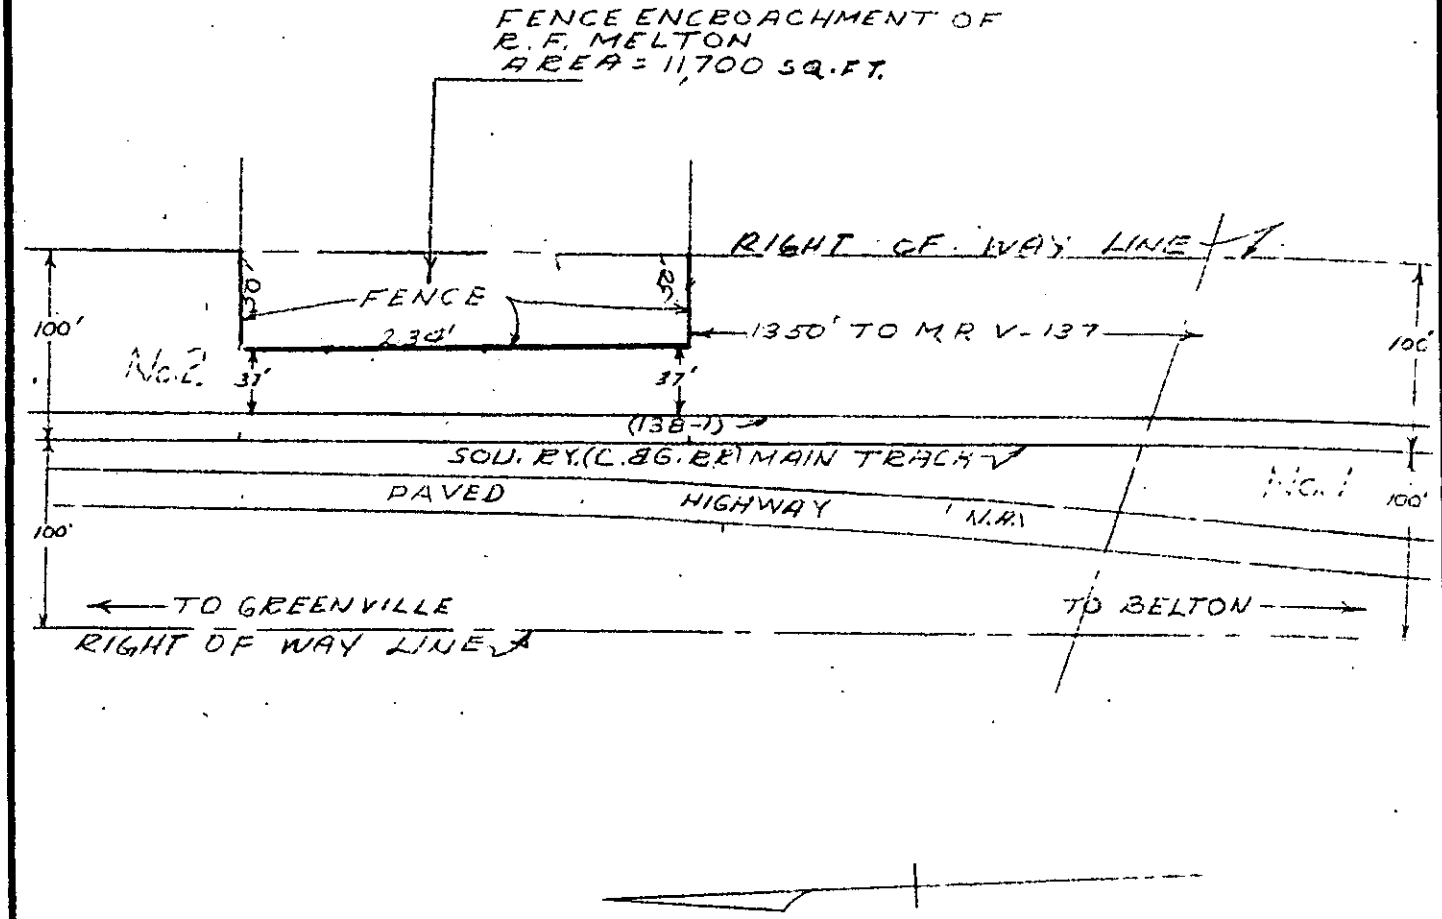 FENCE ENCROACHMENT OF
R. F. MELTON
AREA = 11,700 SQ. FT.
RIGHT OF WAY LINE
50'
50'
FENCE
100'
234'
1350' TO M.P. V-137
100'
No.2
37'
37'
(138-1)
SOU. RY. (C.&G. RR) MAIN TRACK
No. 1
PAVED HIGHWAY (N.A.)
100'
100'
TO GREENVILLE
TO BELTON
RIGHT OF WAY LINE